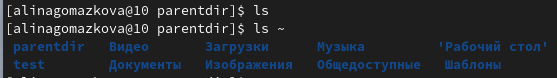 [alinagomazkova@10 parentdir]$ ls
[alinagomazkova@10 parentdir]$ ls ~
parentdir Видео Загрузки Музыка 'Рабочий стол'
test Документы Изображения Общедоступные Шаблоны